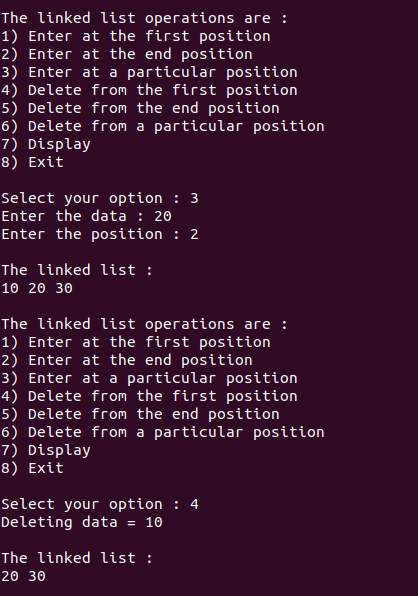 The linked list operations are :
1) Enter at the first position
2) Enter at the end position
3) Enter at a particular position
4) Delete from the first position
5) Delete from the end position
6) Delete from a particular position
7) Display
8) Exit
Select your option : 3
Enter the data : 20
Enter the position : 2
The linked list :
10 20 30
The linked list operations are :
1) Enter at the first position
2) Enter at the end position
3) Enter at a particular position
4) Delete from the first position
5) Delete from the end position
6) Delete from a particular position
7) Display
8) Exit
Select your option : 4
Deleting data = 10
The linked list :
20 30